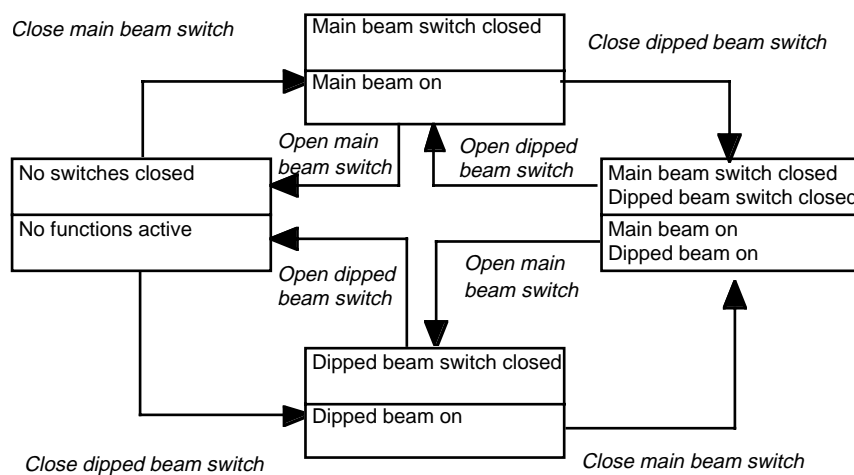 Close main beam switch
Main beam switch closed
Main beam on
Close dipped beam switch
Open main
beam switch
Open dipped
beam switch
No switches closed
No functions active
Main beam switch closed
Dipped beam switch closed
Main beam on
Dipped beam on
Open dipped
beam switch
Open main
beam switch
Dipped beam switch closed
Dipped beam on
Close dipped beam switch
Close main beam switch